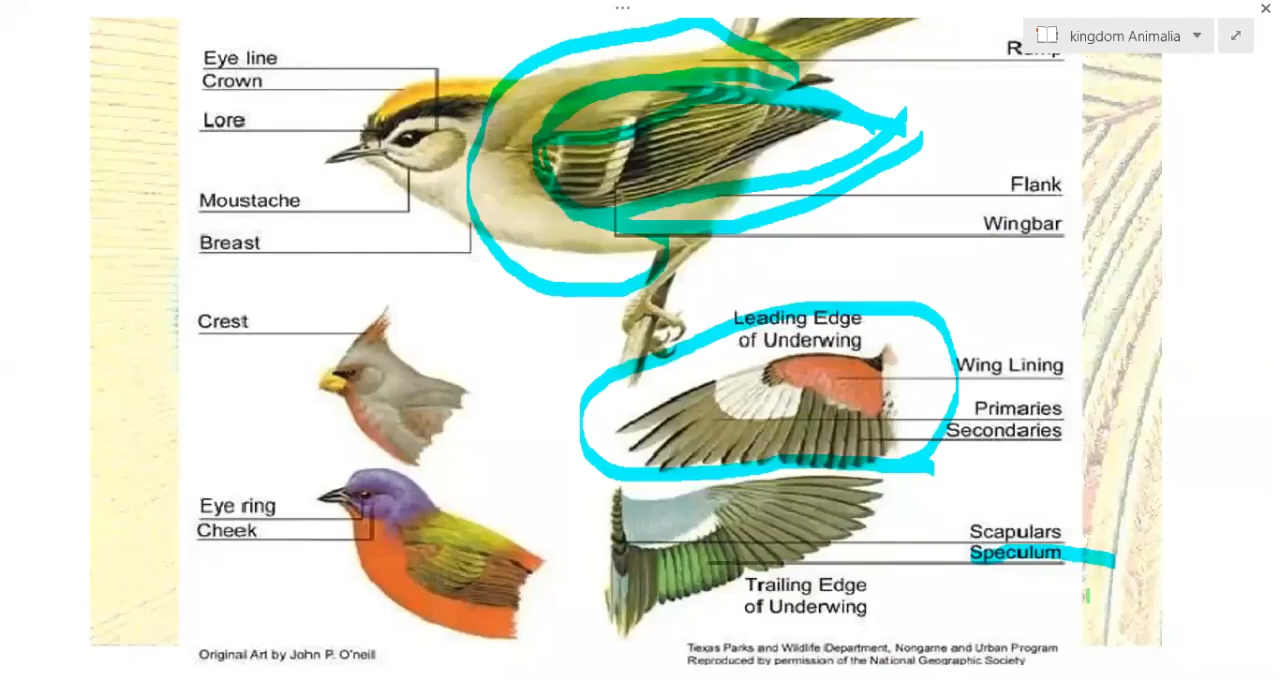 kingdom Animalia
Eye line
Crown
Lore
Moustache
Breast
Rump
Flank
Wingbar
Crest
Leading Edge
of Underwing
Wing Lining
Primaries
Secondaries
Eye ring
Cheek
Scapulars
Speculum
Trailing Edge
of Underwing
Original Art by John P. O'neill
Texas Parks and Wildlife Department, Nongame and Urban Program
Reproduced by permission of the National Geographic Society